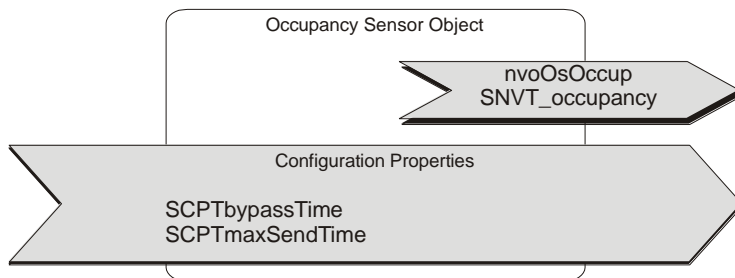 Occupancy Sensor Object
nvoOsOccup
SNVT_occupancy
Configuration Properties
SCPTbypassTime
SCPTmaxSendTime